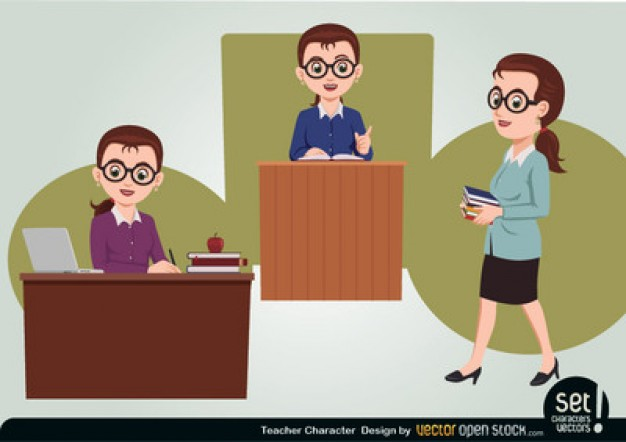 SET!
CHARACTERS
VECTORS
Teacher Character Design by vector open stock.com